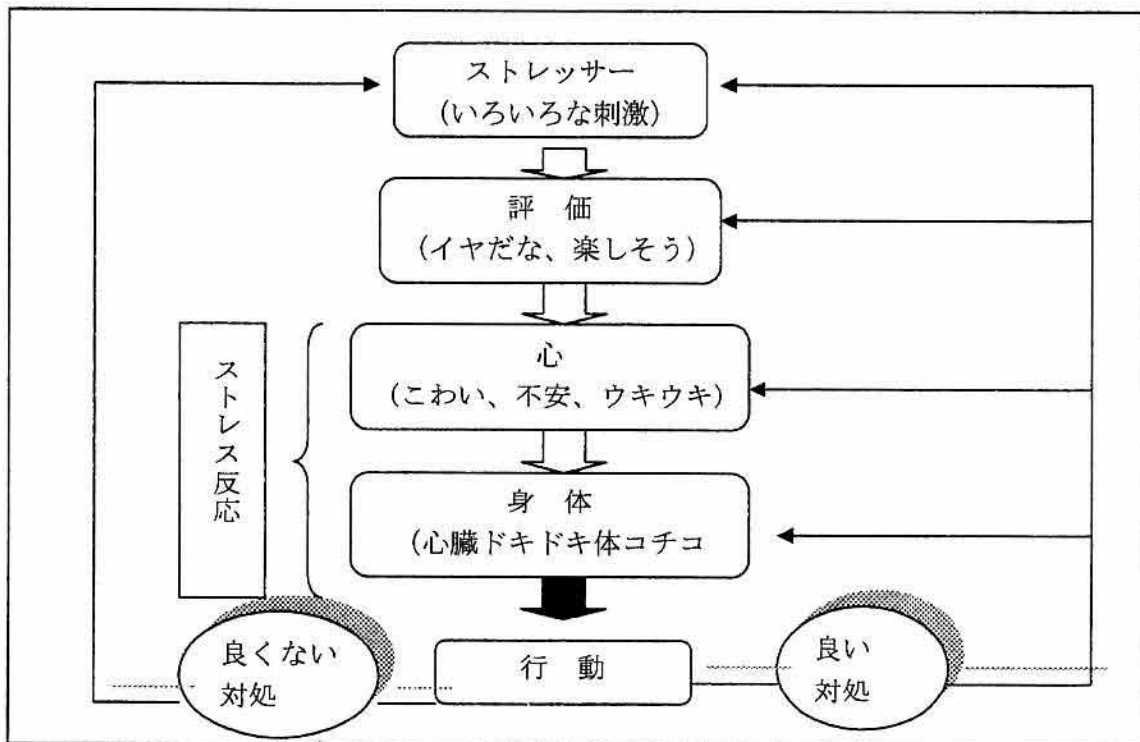 ストレッサー
(いろいろな刺激)
評　価
(イヤだな、楽しそう)
心
(こわい、不安、ウキウキ)
身　体
(心臓ドキドキ体コチコ
ストレス反応
行　動
良くない
対処
良い
対処